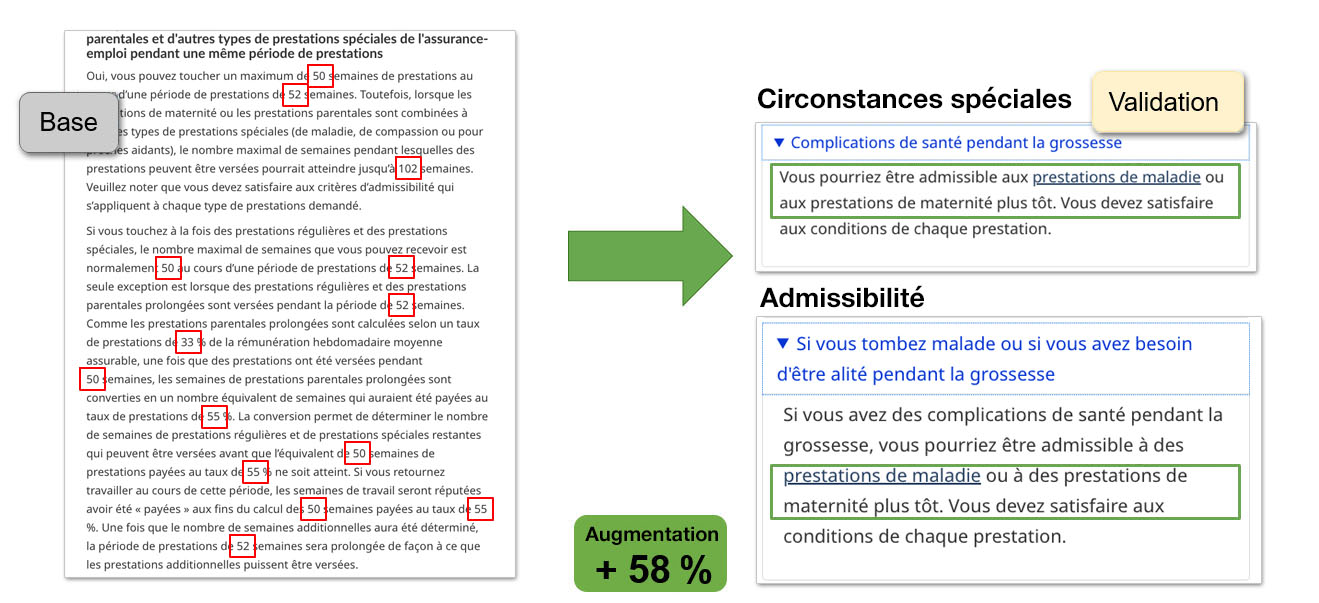 parentales et d'autres types de prestations spéciales de l'assurance-
emploi pendant une même période de prestations
Oui, vous pouvez toucher un maximum de 50 semaines de prestations au
d'une période de prestations de 52 semaines. Toutefois, lorsque les
Base
de maternité ou les prestations parentales sont combinées à
types de prestations spéciales (de maladie, de compassion ou pour
proches aidants), le nombre maximal de semaines pendant lesquelles des
prestations peuvent être versées pourrait atteindre jusqu'à 102 semaines.
Veuillez noter que vous devez satisfaire aux critères d'admissibilité qui
s'appliquent à chaque type de prestations demandé.
Si vous touchez à la fois des prestations régulières et des prestations
spéciales, le nombre maximal de semaines que vous pouvez recevoir est
normalement 50 au cours d'une période de prestations de 52 semaines. La
seule exception est lorsque des prestations régulières et des prestations
parentales prolongées sont versées pendant la période de 52 semaines.
Comme les prestations parentales prolongées sont calculées selon un taux
de prestations de 33 % de la rémunération hebdomadaire moyenne
assurable, une fois que des prestations ont été versées pendant
50 semaines, les semaines de prestations parentales prolongées sont
converties en un nombre équivalent de semaines qui auraient été payées au
taux de prestations de 55 %. La conversion permet de déterminer le nombre
de semaines de prestations régulières et de prestations spéciales restantes
qui peuvent être versées avant que l'équivalent de 50 semaines de
prestations payées au taux de 55 % ne soit atteint. Si vous retournez
travailler au cours de cette période, les semaines de travail seront réputées
avoir été « payées » aux fins du calcul des 50 semaines payées au taux de 55
%. Une fois que le nombre de semaines additionnelles aura été déterminé,
la période de prestations de 52 semaines sera prolongée de façon à ce que
les prestations additionnelles puissent être versées.
Augmentation
+ 58 %
Circonstances spéciales
Validation
▼ Complications de santé pendant la grossesse
Vous pourriez être admissible aux prestations de maladie ou
aux prestations de maternité plus tôt. Vous devez satisfaire
aux conditions de chaque prestation.
Admissibilité
▼ Si vous tombez malade ou si vous avez besoin
d'être alité pendant la grossesse
Si vous avez des complications de santé pendant la
grossesse, vous pourriez être admissible à des
prestations de maladie ou à des prestations de
maternité plus tôt. Vous devez satisfaire aux
conditions de chaque prestation.